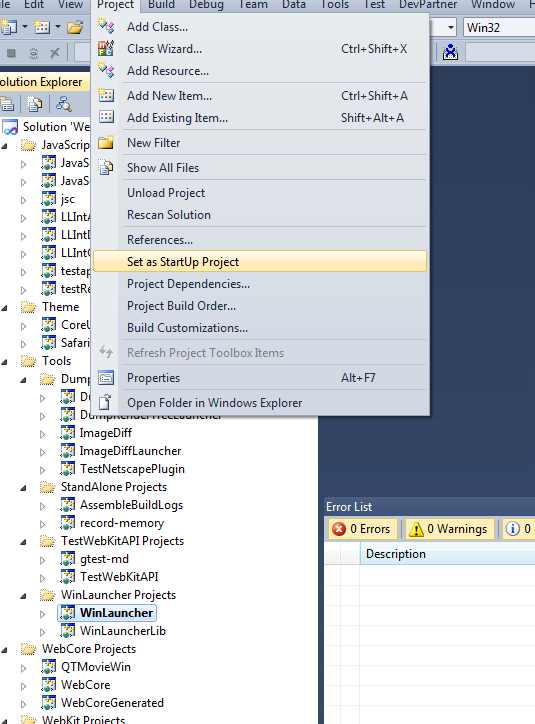 le Edit View Project Build Debug Team Data Tools Test DevPartner Window H
Win32
Add Class...
Class Wizard... Ctrl+Shift+X
Add Resource...
Add New Item... Ctrl+Shift+A
Add Existing Item... Shift+Alt+A
New Filter
Show All Files
Unload Project
Rescan Solution
References...
Set as StartUp Project
Project Dependencies...
Project Build Order...
Build Customizations...
Refresh Project Toolbox Items
Properties Alt+F7
Open Folder in Windows Explorer
olution Explorer
Solution 'We
JavaScrip
JavaS
JavaS
jsc
LLIntA
LLIntD
LLIntO
testap
testRe
Theme
CoreU
Safari
Tools
Dump
Du
DumpRenderTreeLauncher
ImageDiff
ImageDiffLauncher
TestNetscapePlugin
StandAlone Projects
AssembleBuildLogs
record-memory
TestWebKitAPI Projects
gtest-md
TestWebKitAPI
WinLauncher Projects
WinLauncher
WinLauncherLib
WebCore Projects
QTMovieWin
WebCore
WebCoreGenerated
WebKit Projects
Error List
0 Errors 0 Warnings 0
Description